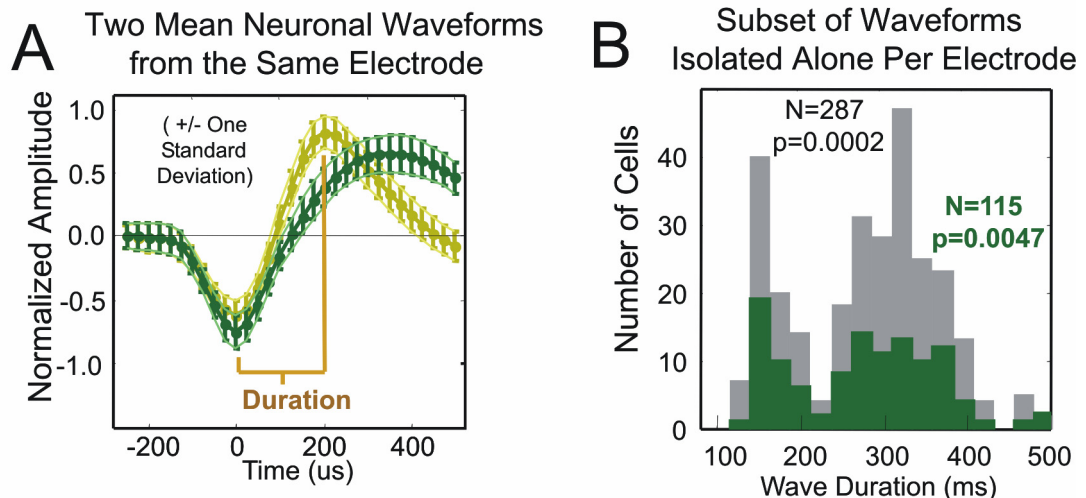 A
Two Mean Neuronal Waveforms
from the Same Electrode
Normalized Amplitude
1.0
0.5
0.0
-0.5
-1.0
( +/- One
Standard
Deviation)
Duration
-200
0
200
400
Time (us)
B
Subset of Waveforms
Isolated Alone Per Electrode
Number of Cells
40
30
20
10
0
N=287
p=0.0002
N=115
p=0.0047
100
200
300
400
500
Wave Duration (ms)